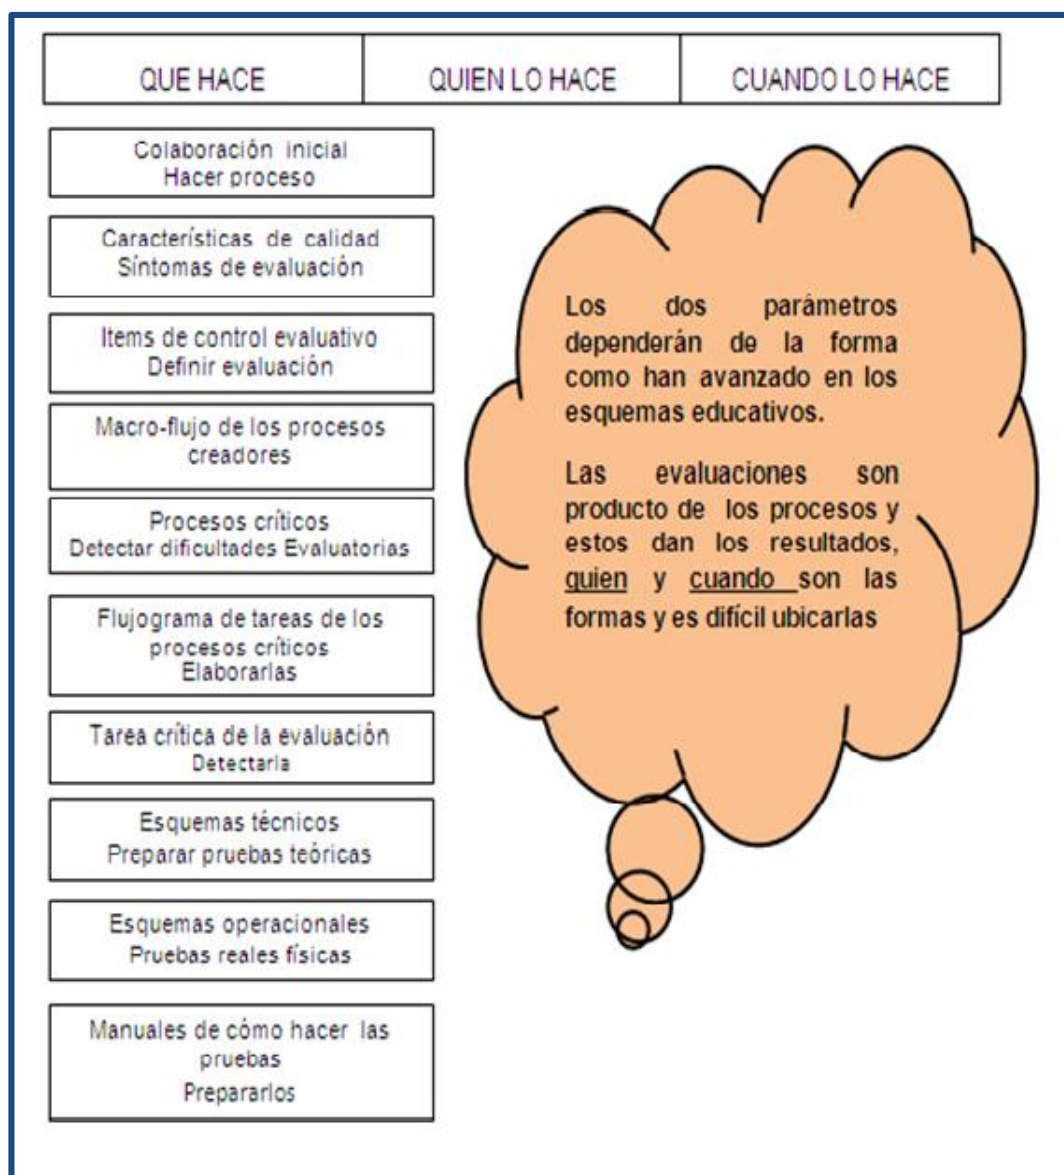 QUE HACE QUIEN LO HACE CUANDO LO HACE
Colaboración inicial
Hacer proceso
Características de calidad
Síntomas de evaluación
Items de control evaluativo
Definir evaluación
Macro-flujo de los procesos
creadores
Procesos críticos
Detectar dificultades Evaluatorias
Flujograma de tareas de los
procesos críticos
Elaborarlas
Tarea crítica de la evaluación
Detectarla
Esquemas técnicos
Preparar pruebas teóricas
Esquemas operacionales
Pruebas reales físicas
Manuales de cómo hacer las
pruebas
Prepararlos
Los dos parámetros
dependerán de la forma
como han avanzado en los
esquemas educativos.
Las evaluaciones son
producto de los procesos y
estos dan los resultados,
quien y cuando son las
formas y es difícil ubicarlas